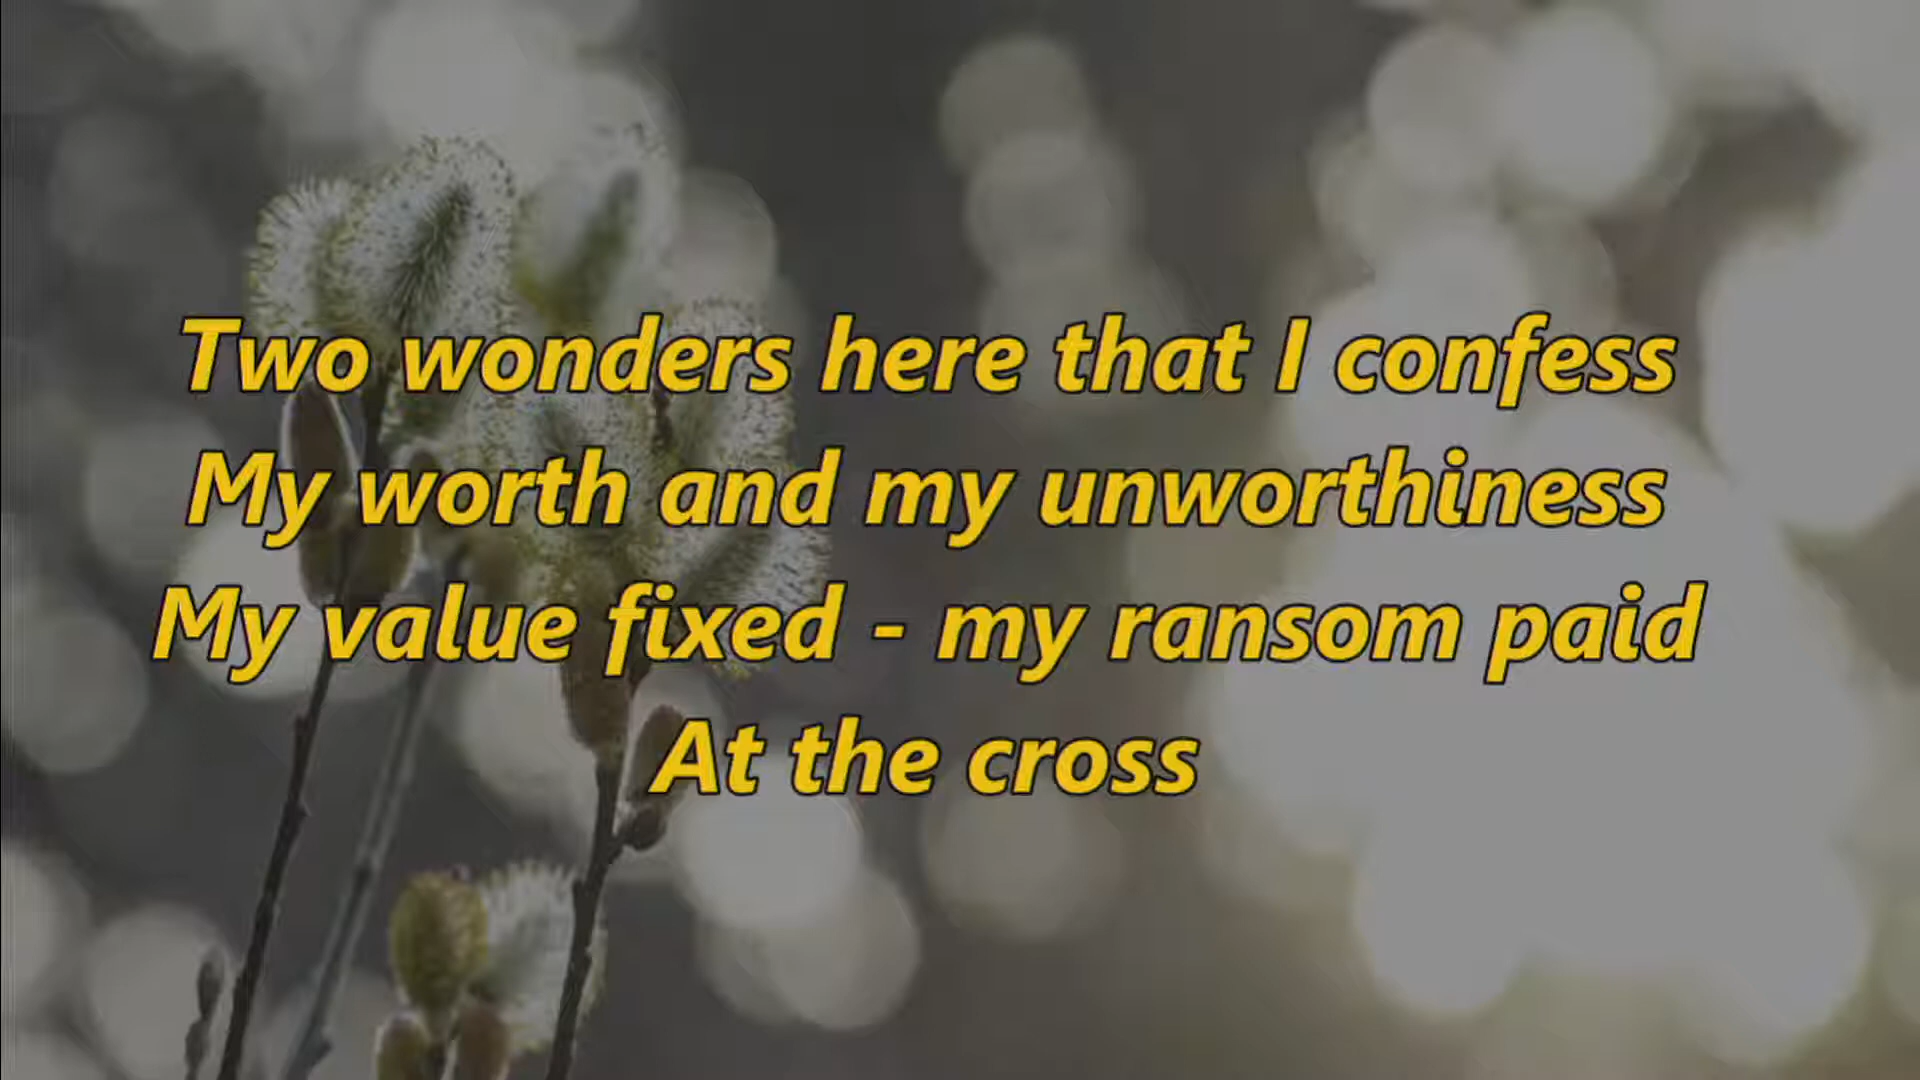 Two wonders here that I confess
My worth and my unworthiness
My value fixed - my ransom paid
At the cross